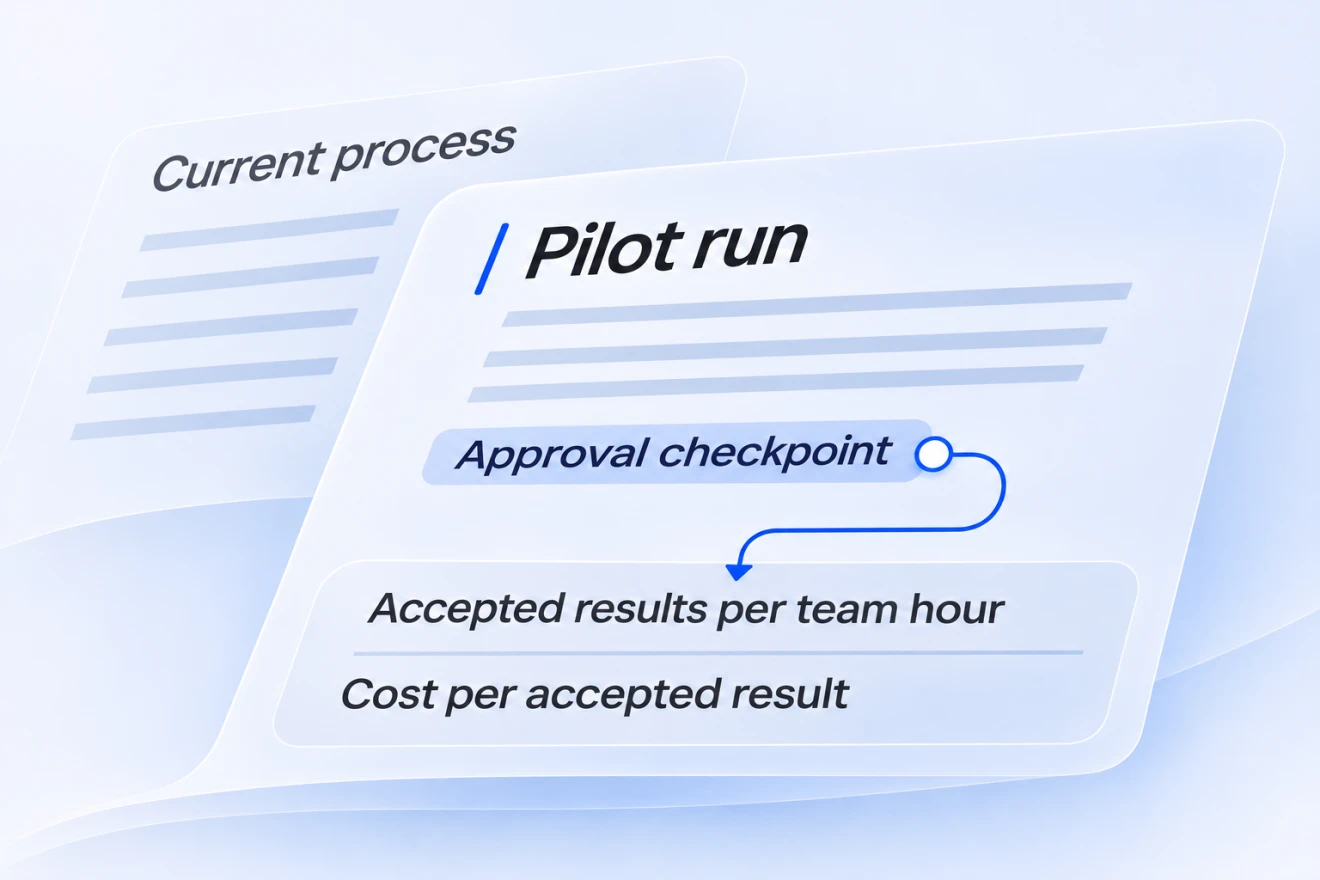 Current process
Pilot run
Approval checkpoint
Accepted results per team hour
Cost per accepted result